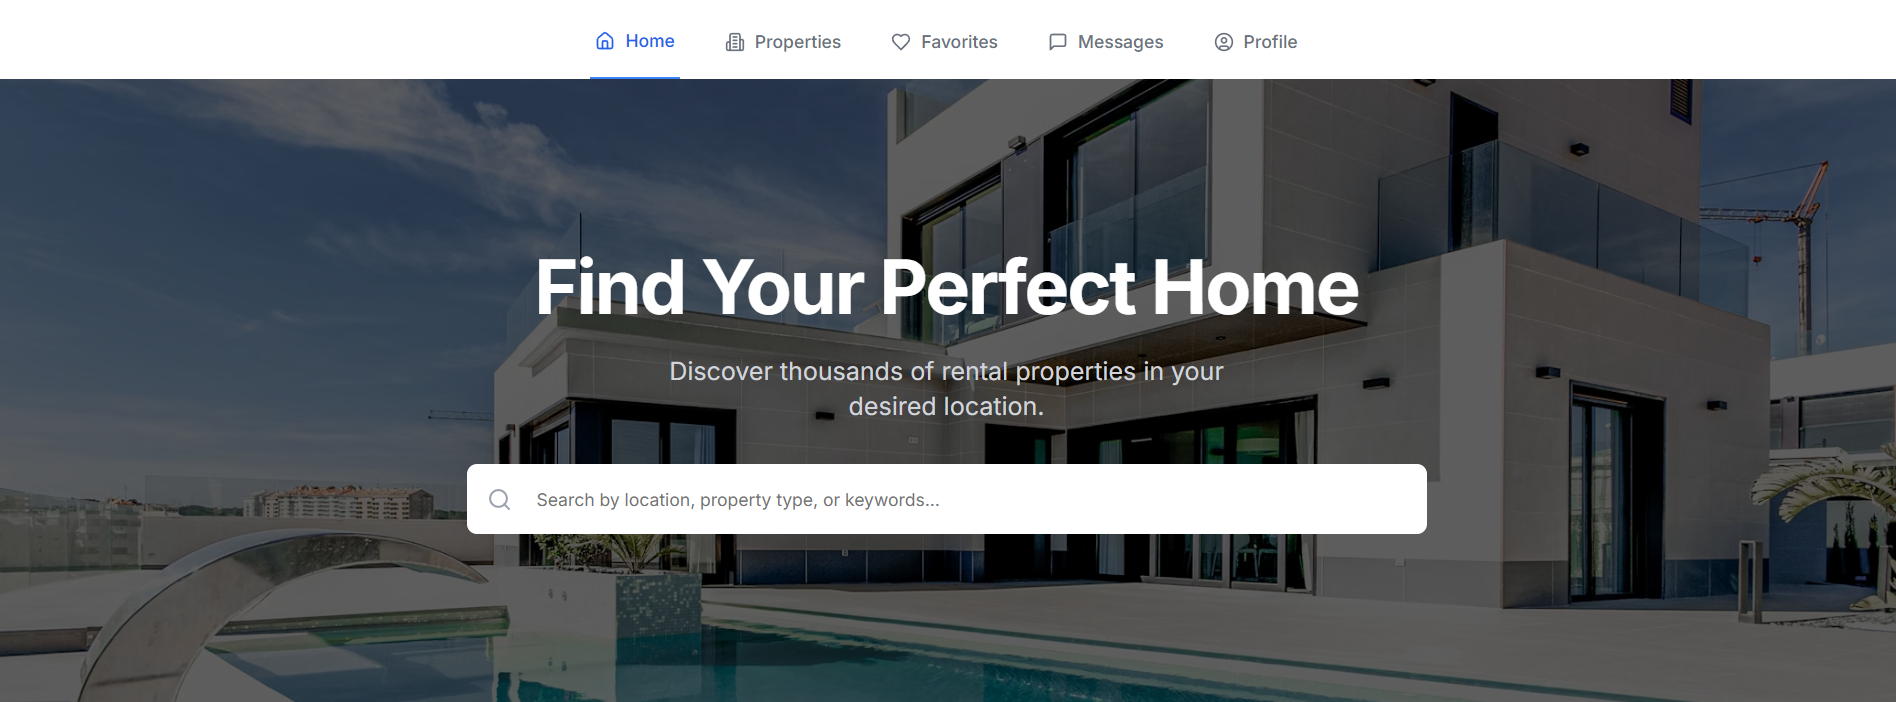 Home
Properties
Favorites
Messages
Profile
Find Your Perfect Home
Discover thousands of rental properties in your
desired location.
Search by location, property type, or keywords...